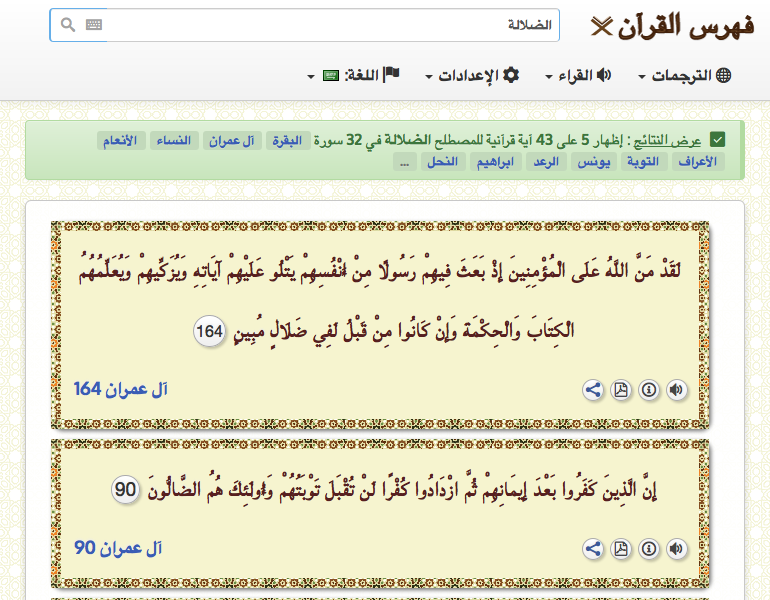 فهرس القرآن
الضلالة
الترجمات القراء الإعدادات اللغة:
عرض النتائج : إظهار 5 على 43 آية قرآنية للمصطلح الضلالة في 32 سورة البقرة آل عمران النساء الأنعام
الأعراف التوبة يونس الرعد ابراهيم النحل ...
لَقَدْ مَنَّ اللَّهُ عَلَى الْمُؤْمِنِينَ إِذْ بَعَثَ فِيهِمْ رَسُولًا مِنْ أَنْفُسِهِمْ يَتْلُو عَلَيْهِمْ آيَاتِهِ وَيُزَكِّيهِمْ وَيُعَلِّمُهُمُ
الْكِتَابَ وَالْحِكْمَةَ وَإِنْ كَانُوا مِنْ قَبْلُ لَفِي ضَلَالٍ مُبِينٍ 164
آل عمران 164
إِنَّ الَّذِينَ كَفَرُوا بَعْدَ إِيمَانِهِمْ ثُمَّ ازْدَادُوا كُفْرًا لَنْ تُقْبَلَ تَوْبَتُهُمْ وَأُولَئِكَ هُمُ الضَّالُّونَ 90
آل عمران 90